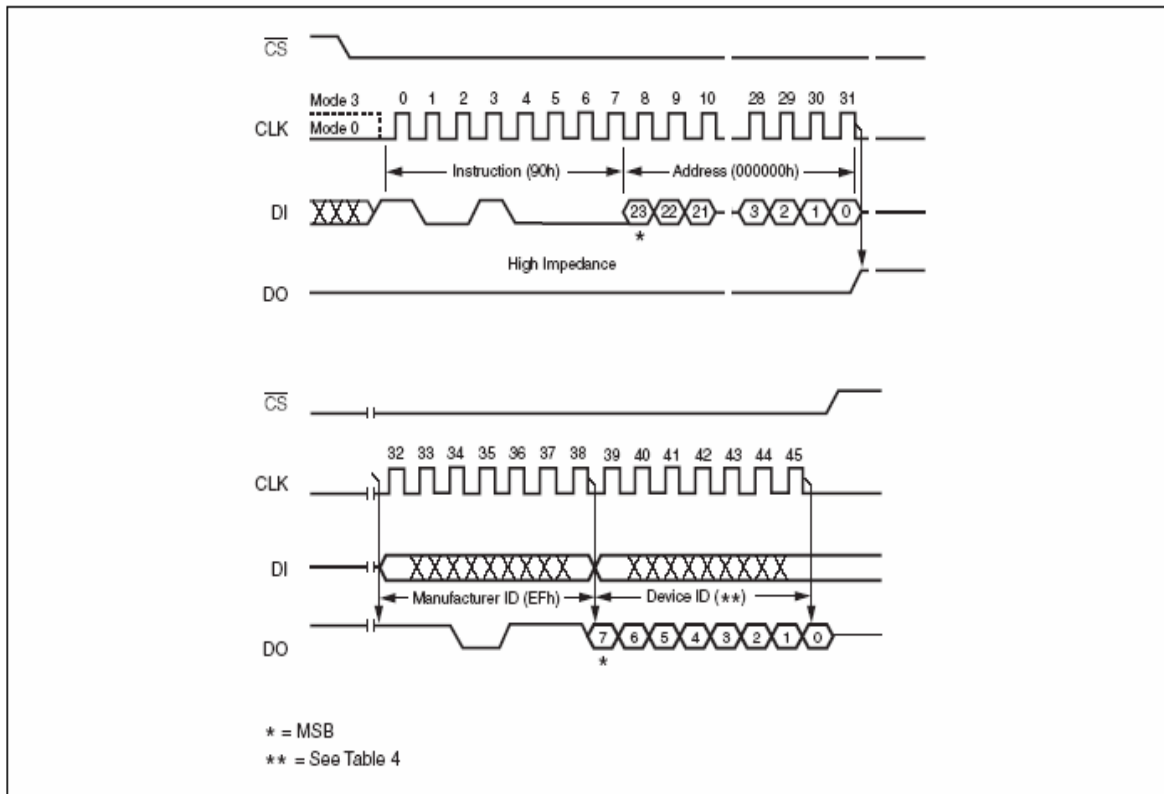 CS
Mode 3
0 1 2 3 4 5 6 7 8 9 10 28 29 30 31
CLK
Mode 0
Instruction (90h)
Address (000000h)
DI
23 22 21 3 2 1 0
*
High Impedance
DO
CS
32 33 34 35 36 37 38 39 40 41 42 43 44 45
CLK
DI
Manufacturer ID (EFh)
Device ID (**)
DO
7 6 5 4 3 2 1 0
*
* = MSB
** = See Table 4